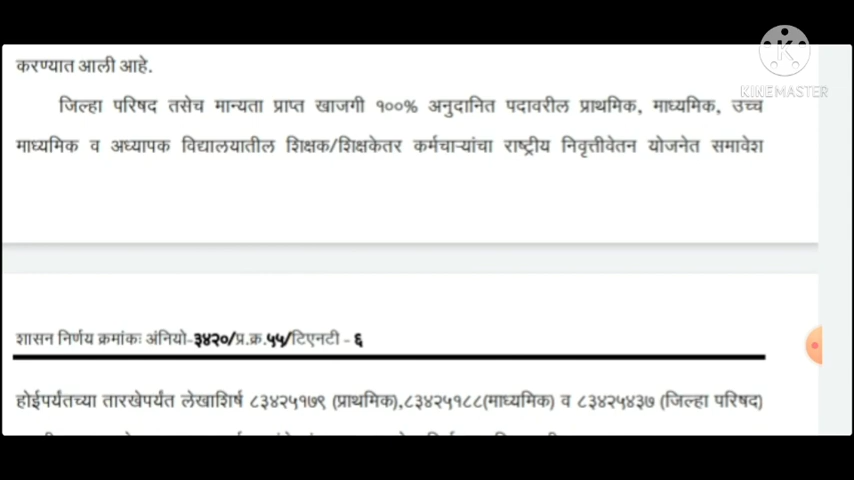 करण्यात आली आहे.
KINEMASTER
जिल्हा परिषद तसेच मान्यता प्राप्त खाजगी १००% अनुदानित पदावरील प्राथमिक, माध्यमिक, उच्च
माध्यमिक व अध्यापक विद्यालयातील शिक्षक/शिक्षकेतर कर्मचाऱ्यांचा राष्ट्रीय निवृत्तीवेतन योजनेत समावेश
शासन निर्णय क्रमांकः अंनियो-३४२०/प्र.क्र.५५/टिएनटी - ६
होईपर्यंतच्या तारखेपर्यंत लेखाशिर्ष ८३४२५१७९ (प्राथमिक),८३४२५१८८(माध्यमिक) व ८३४२५४३७ (जिल्हा परिषद)